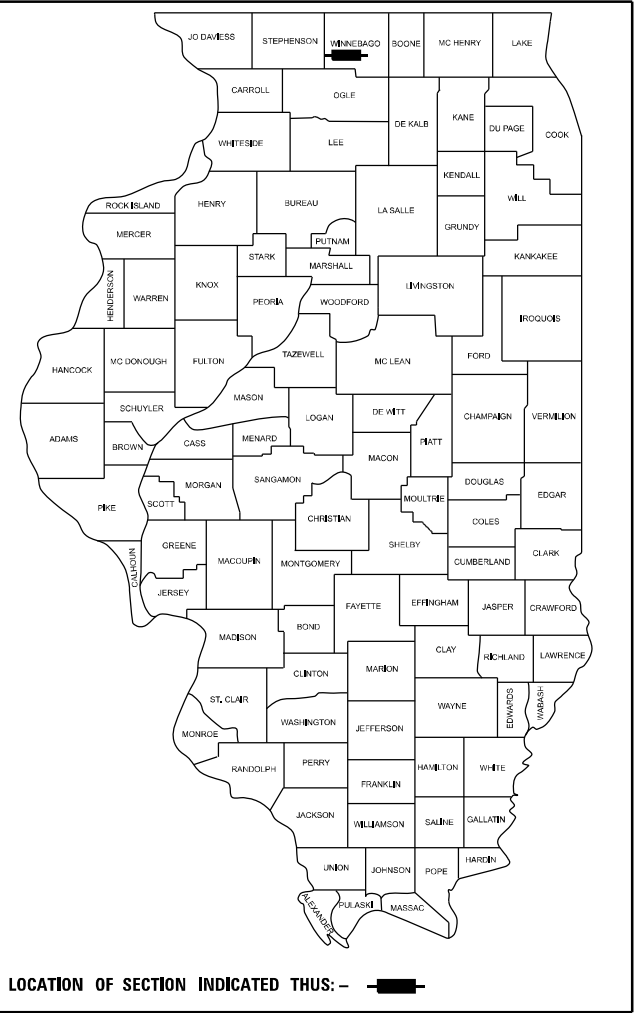 JO DAVIESS
STEPHENSON
WINNEBAGO
BOONE
MC HENRY
LAKE
CARROLL
OGLE
DE KALB
KANE
DU PAGE
COOK
WHITESIDE
LEE
KENDALL
WILL
ROCK ISLAND
HENRY
BUREAU
LA SALLE
GRUNDY
MERCER
PUTNAM
STARK
MARSHALL
KANKAKEE
HENDERSON
WARREN
KNOX
PEORIA
WOODFORD
LIVINGSTON
IROQUOIS
HANCOCK
MC DONOUGH
FULTON
TAZEWELL
MC LEAN
FORD
SCHUYLER
MASON
LOGAN
DE WITT
CHAMPAIGN
VERMILION
ADAMS
BROWN
CASS
MENARD
PIATT
MACON
PIKE
SCOTT
MORGAN
SANGAMON
MOULTRIE
DOUGLAS
EDGAR
CHRISTIAN
COLES
CALHOUN
GREENE
MACOUPIN
MONTGOMERY
SHELBY
CUMBERLAND
CLARK
JERSEY
FAYETTE
EFFINGHAM
JASPER
CRAWFORD
MADISON
BOND
CLAY
RICHLAND
LAWRENCE
ST. CLAIR
CLINTON
MARION
WAYNE
EDWARDS
WABASH
MONROE
WASHINGTON
JEFFERSON
RANDOLPH
PERRY
FRANKLIN
HAMILTON
WHITE
JACKSON
WILLIAMSON
SALINE
GALLATIN
UNION
JOHNSON
POPE
HARDIN
ALEXANDER
PULASKI
MASSAC
LOCATION OF SECTION INDICATED THUS: –